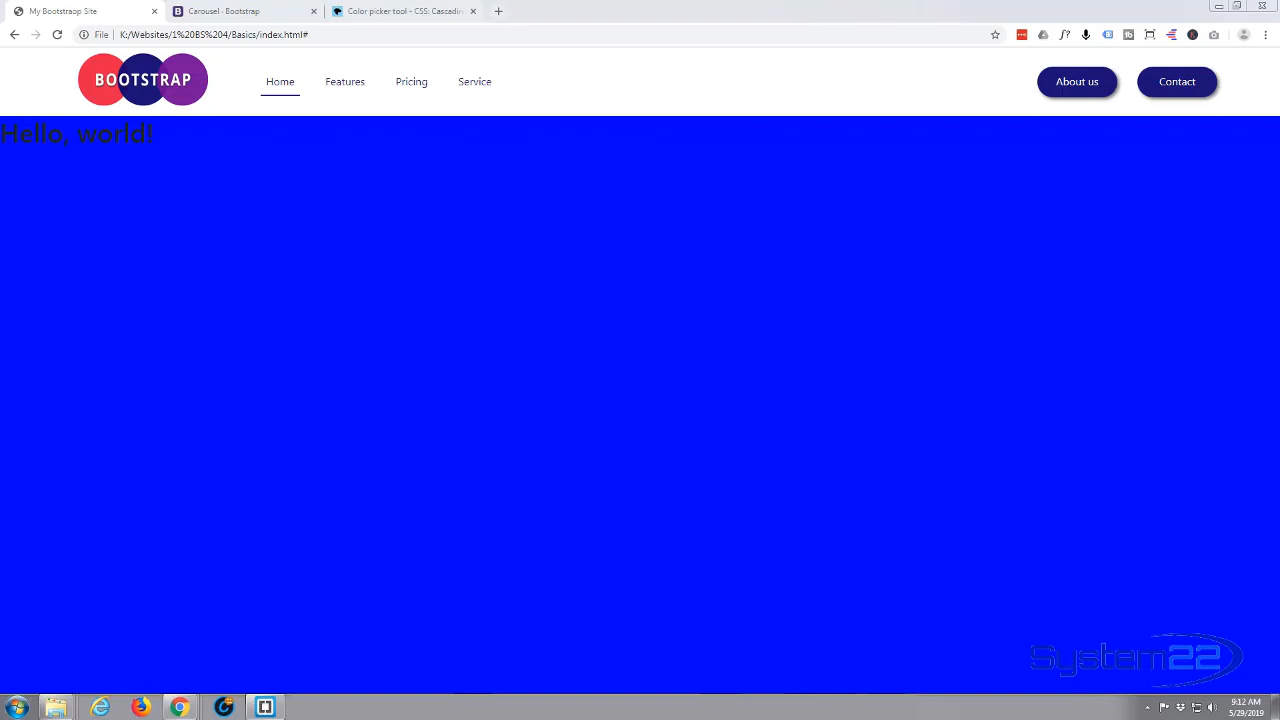 My Bootstraop Site
Carousel · Bootstrap
Color picker tool - CSS: Cascadin
File K:/Websites/1%20BS%204/Basics/index.html#
BOOTSTRAP
Home
Features
Pricing
Service
About us
Contact
Hello, world!
System22
9:12 AM
5/29/2019